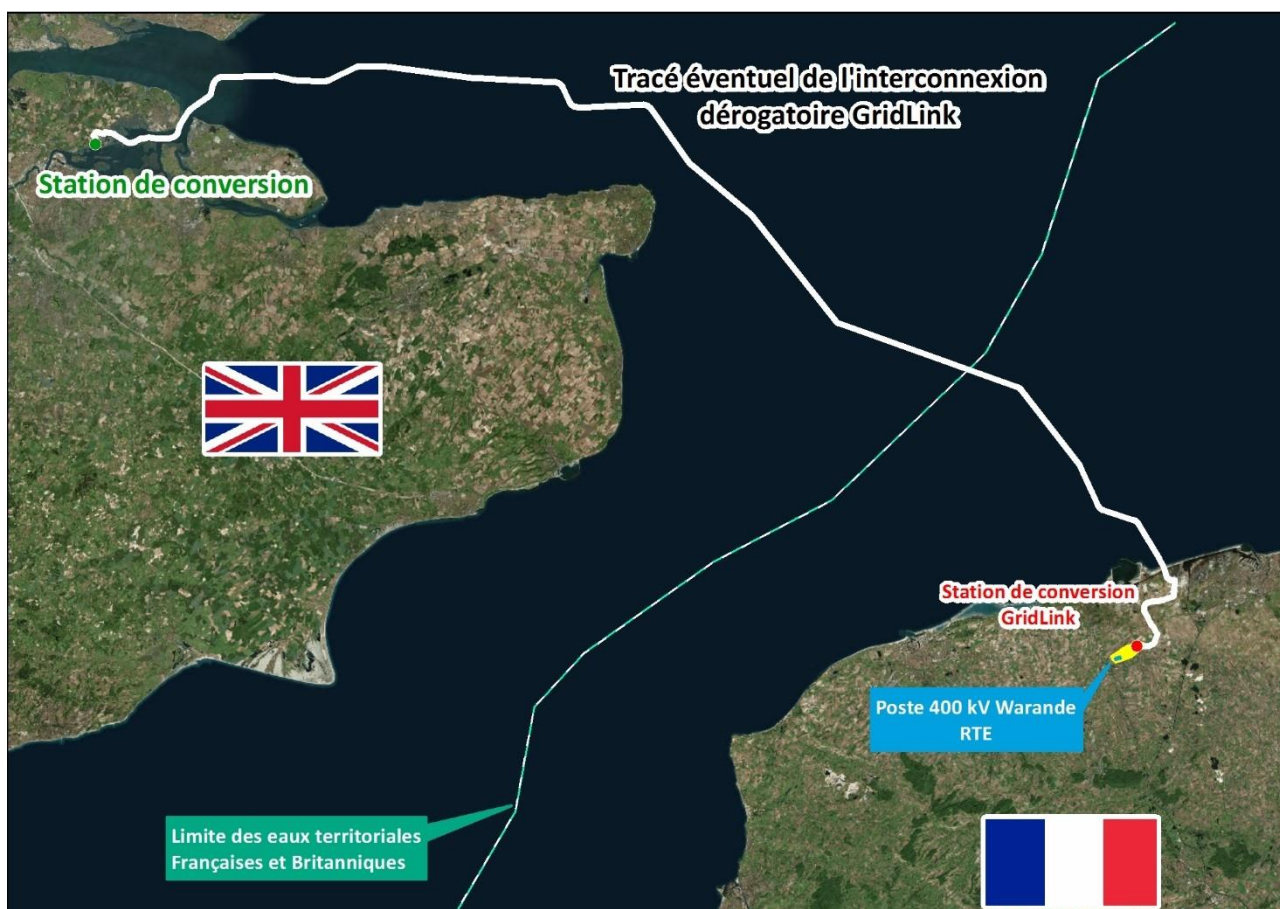 Tracé éventuel de l'interconnexion
dérogatoire GridLink
Station de conversion
Station de conversion
GridLink
Poste 400 kV Warande
RTE
Limite des eaux territoriales
Françaises et Britanniques